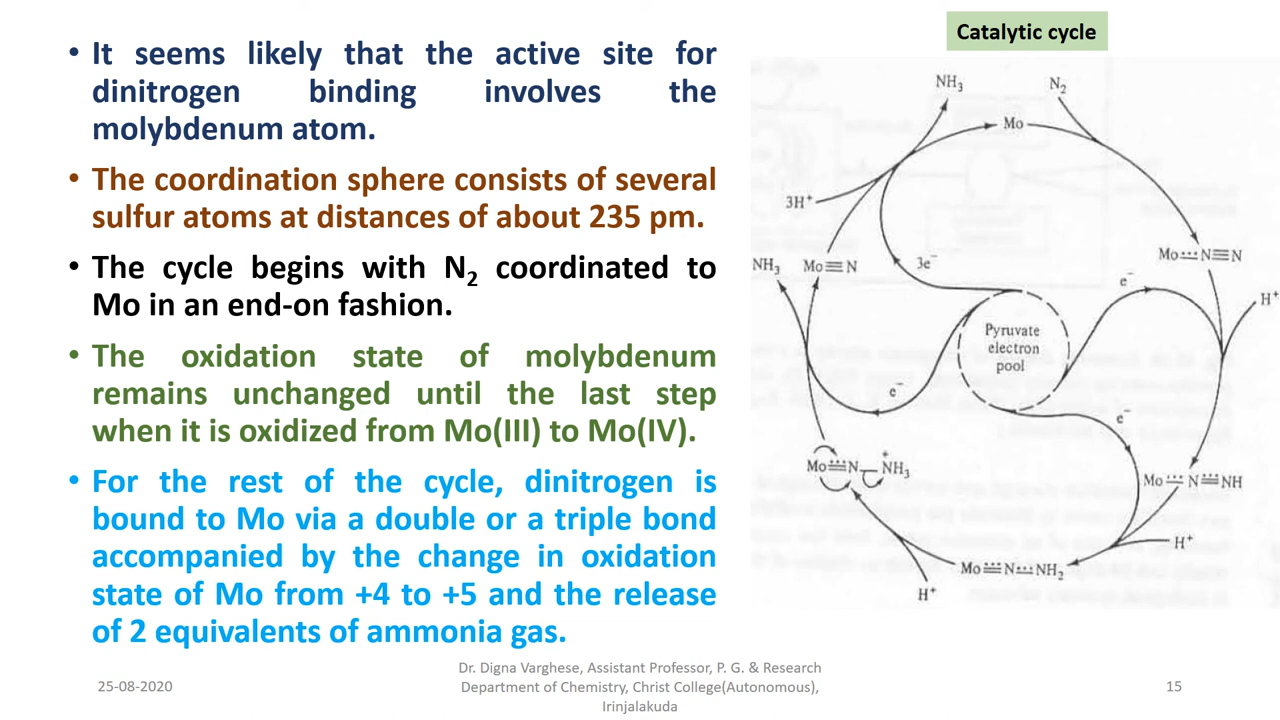 • It seems likely that the active site for
dinitrogen binding involves the
molybdenum atom.
• The coordination sphere consists of several
sulfur atoms at distances of about 235 pm.
• The cycle begins with N₂ coordinated to
Mo in an end-on fashion.
• The oxidation state of molybdenum
remains unchanged until the last step
when it is oxidized from Mo(III) to Mo(IV).
• For the rest of the cycle, dinitrogen is
bound to Mo via a double or a triple bond
accompanied by the change in oxidation
state of Mo from +4 to +5 and the release
of 2 equivalents of ammonia gas.
Catalytic cycle
NH₃
N₂
Mo
3H⁺
NH₃
Mo≡N
3e⁻
Mo⋯N≡N
e⁻
H⁺
Pyruvate
electron
pool
e⁻
e⁻
Mo N NH₃
+
Mo N NH
H⁺
Mo N NH₂
H⁺
25-08-2020
Dr. Digna Varghese, Assistant Professor, P. G. & Research
Department of Chemistry, Christ College(Autonomous),
Irinjalakuda
15